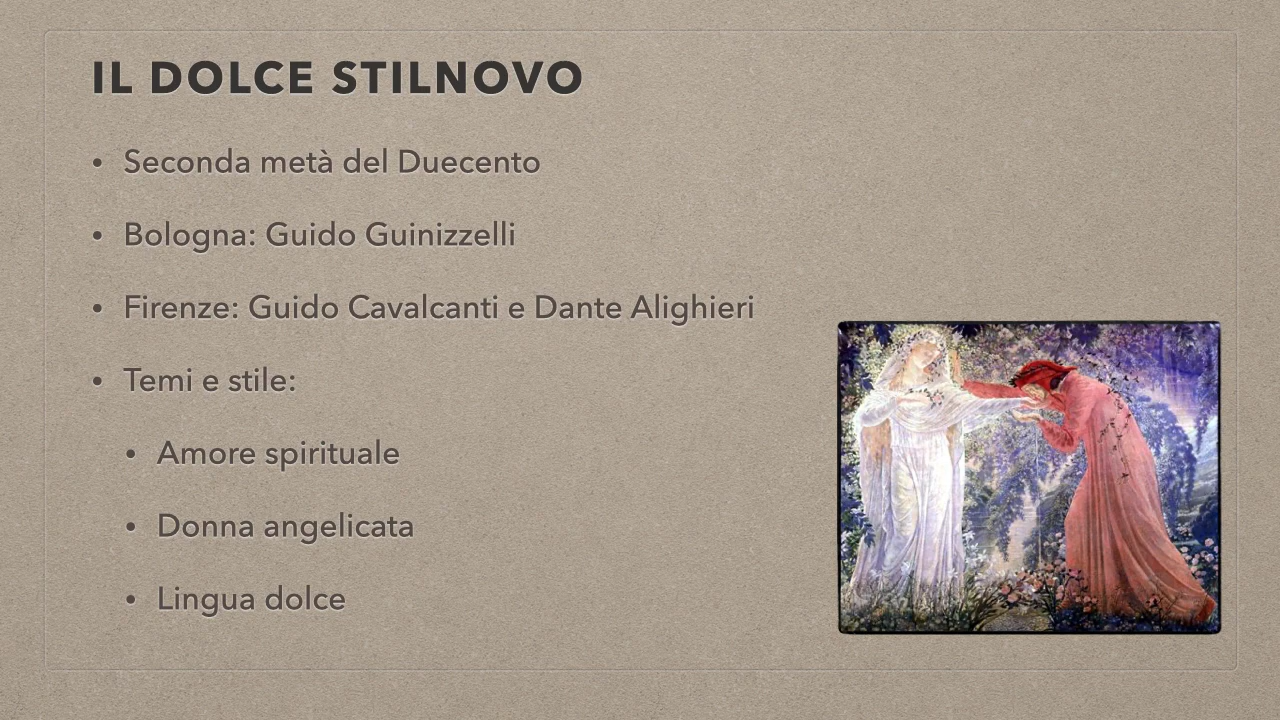 IL DOLCE STILNOVO
• Seconda metà del Duecento
• Bologna: Guido Guinizzelli
• Firenze: Guido Cavalcanti e Dante Alighieri
• Temi e stile:
• Amore spirituale
• Donna angelicata
• Lingua dolce